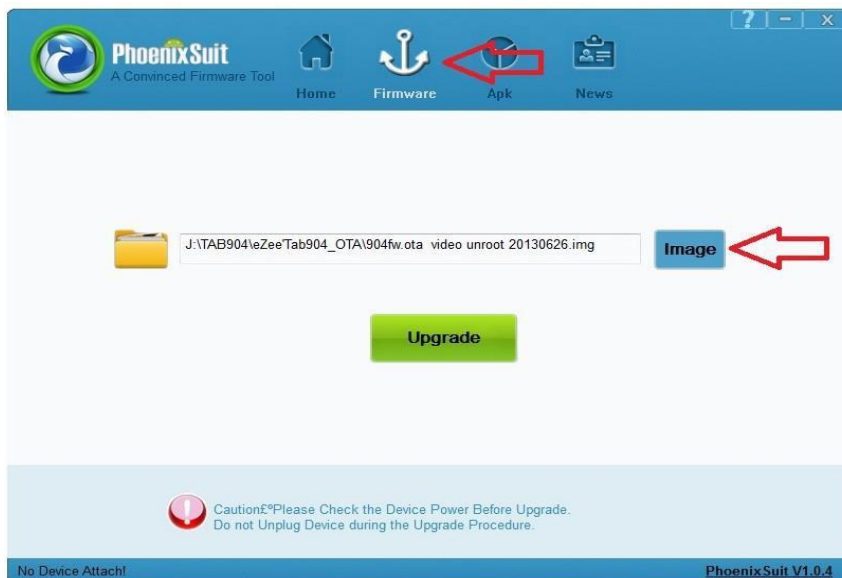 ? - x
PhoenixSuit
A Convinced Firmware Tool
Home
Firmware
Apk
News
J:\TAB904\eZee'Tab904_OTA\904fw.ota video unroot 20130626.img
Image
Upgrade
Caution£ºPlease Check the Device Power Before Upgrade.
Do not Unplug Device during the Upgrade Procedure.
No Device Attach!
PhoenixSuit V1.0.4